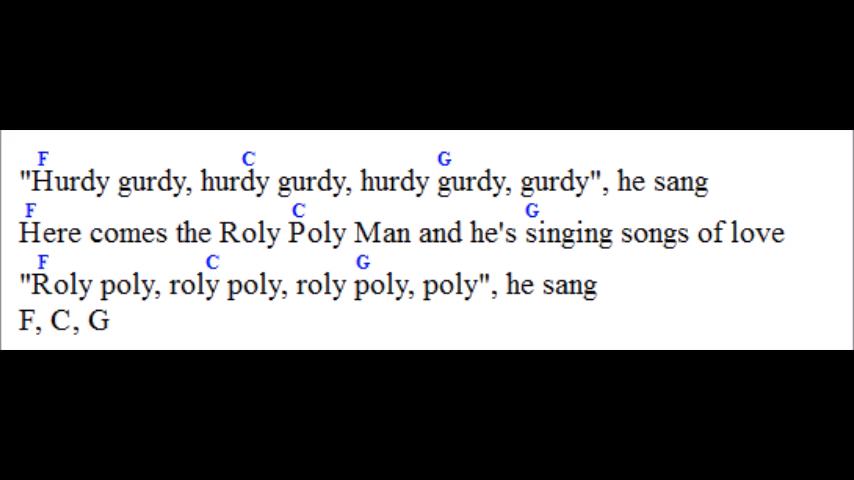 F C G
"Hurdy gurdy, hurdy gurdy, hurdy gurdy, gurdy", he sang
F C G
Here comes the Roly Poly Man and he's singing songs of love
F C G
"Roly poly, roly poly, roly poly, poly", he sang
F, C, G